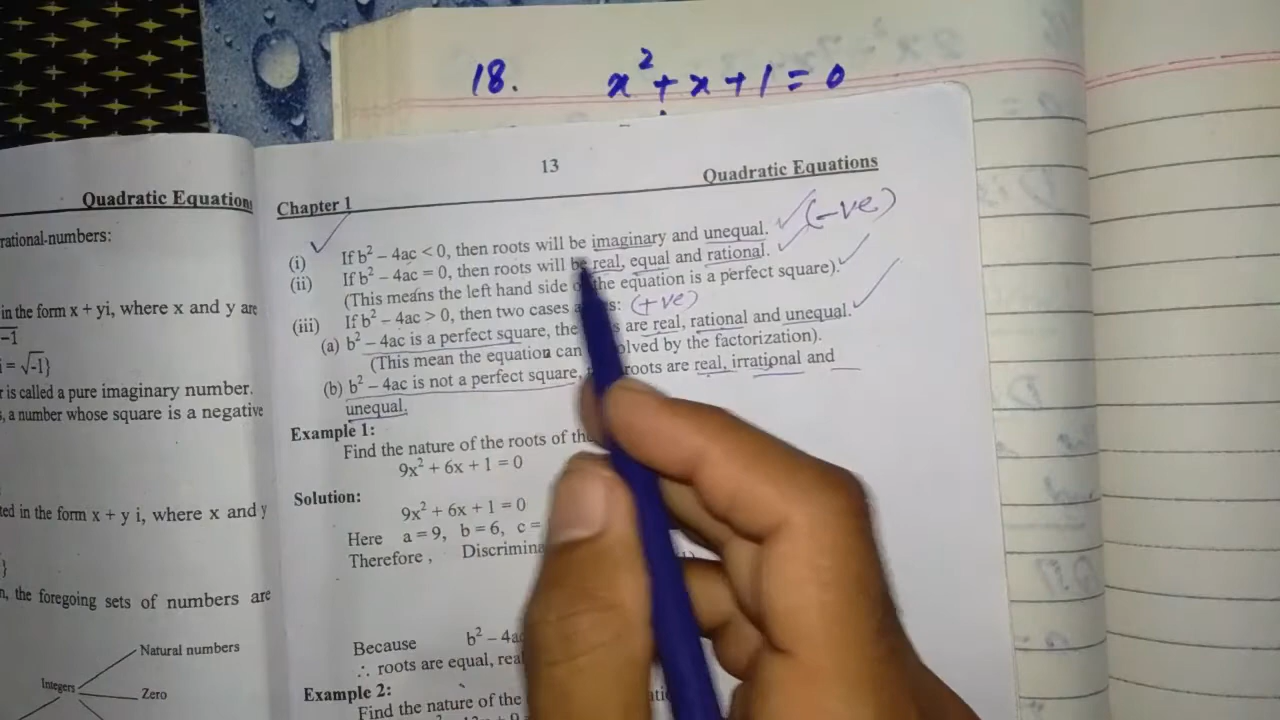 18. x² + x + 1 = 0
13
Quadratic Equations
rational-numbers:
in the form x + yi, where x and y are
−1
i = √-1}
r is called a pure imaginary number.
s, a number whose square is a negative
ted in the form x + y i, where x and y
}
n, the foregoing sets of numbers are
Natural numbers
Integers
Zero
Chapter 1
Quadratic Equations
(i) If b² – 4ac < 0, then roots will be imaginary and unequal. (-ve)
(ii) If b² – 4ac = 0, then roots will be real, equal and rational.
(This means the left hand side the equation is a perfect square).
(iii) If b² – 4ac > 0, then two cases : (+ve)
(a) b² – 4ac is a perfect square, the are real, rational and unequal.
(This mean the equation can by the factorization).
(b) b² – 4ac is not a perfect square, roots are real, irrational and
unequal.
Example 1:
Find the nature of the roots of the
9x² + 6x + 1 = 0
Solution:
9x² + 6x + 1 = 0
Here a = 9, b = 6, c =
Therefore , Discrimina
Because b² – 4ac
∴ roots are equal, real
Example 2:
Find the nature of the